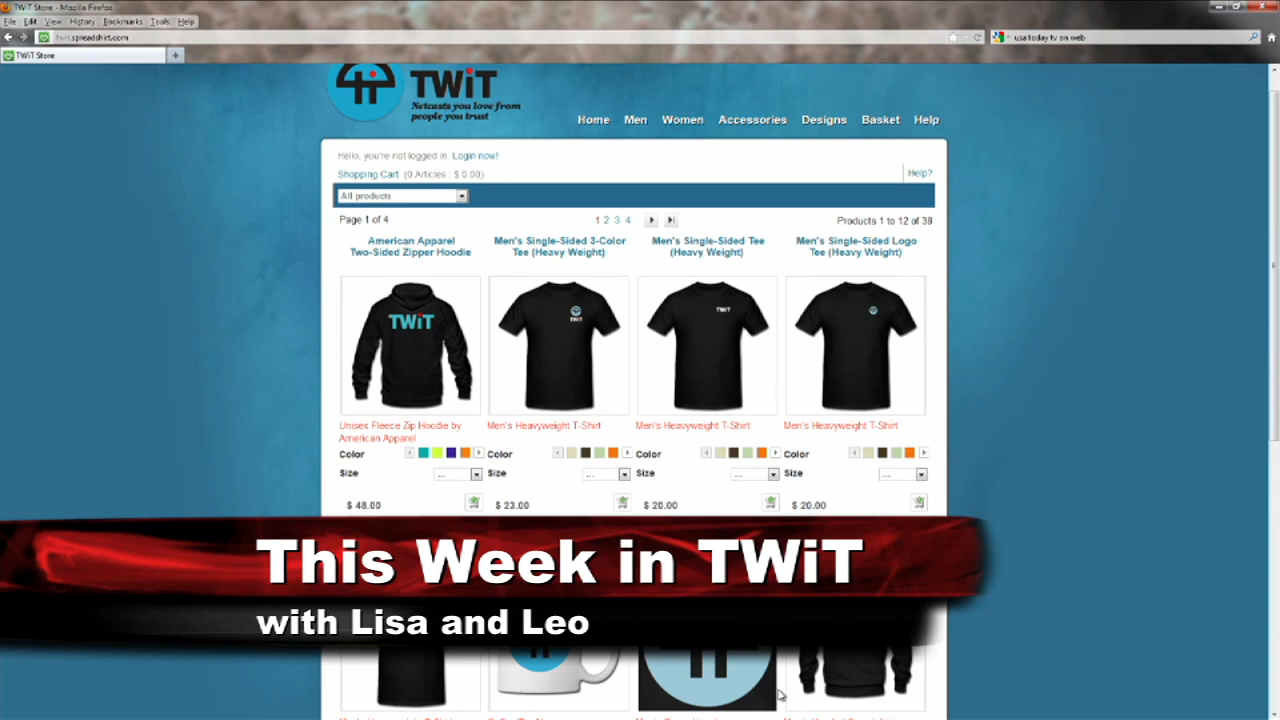 TWiT Store - Mozilla Firefox
File Edit View History Bookmarks Tools Help
twit.spreadshirt.com
usa today tv on web
TWiT Store
TWiT
Netcasts you love from
people you trust
Home Men Women Accessories Designs Basket Help
Hello, you're not logged in. Login now!
Shopping Cart (0 Articles : $ 0.00)
Help?
All products
Page 1 of 4
1 2 3 4
Products 1 to 12 of 38
American Apparel
Two-Sided Zipper Hoodie
Men's Single-Sided 3-Color
Tee (Heavy Weight)
Men's Single-Sided Tee
(Heavy Weight)
Men's Single-Sided Logo
Tee (Heavy Weight)
TWiT
TWiT
TWiT
Unisex Fleece Zip Hoodie by
American Apparel
Men's Heavyweight T-Shirt
Men's Heavyweight T-Shirt
Men's Heavyweight T-Shirt
Color
Color
Color
Color
Size ...
Size ...
Size ...
Size ...
$ 48.00
$ 23.00
$ 20.00
$ 20.00
This Week in TWiT
with Lisa and Leo